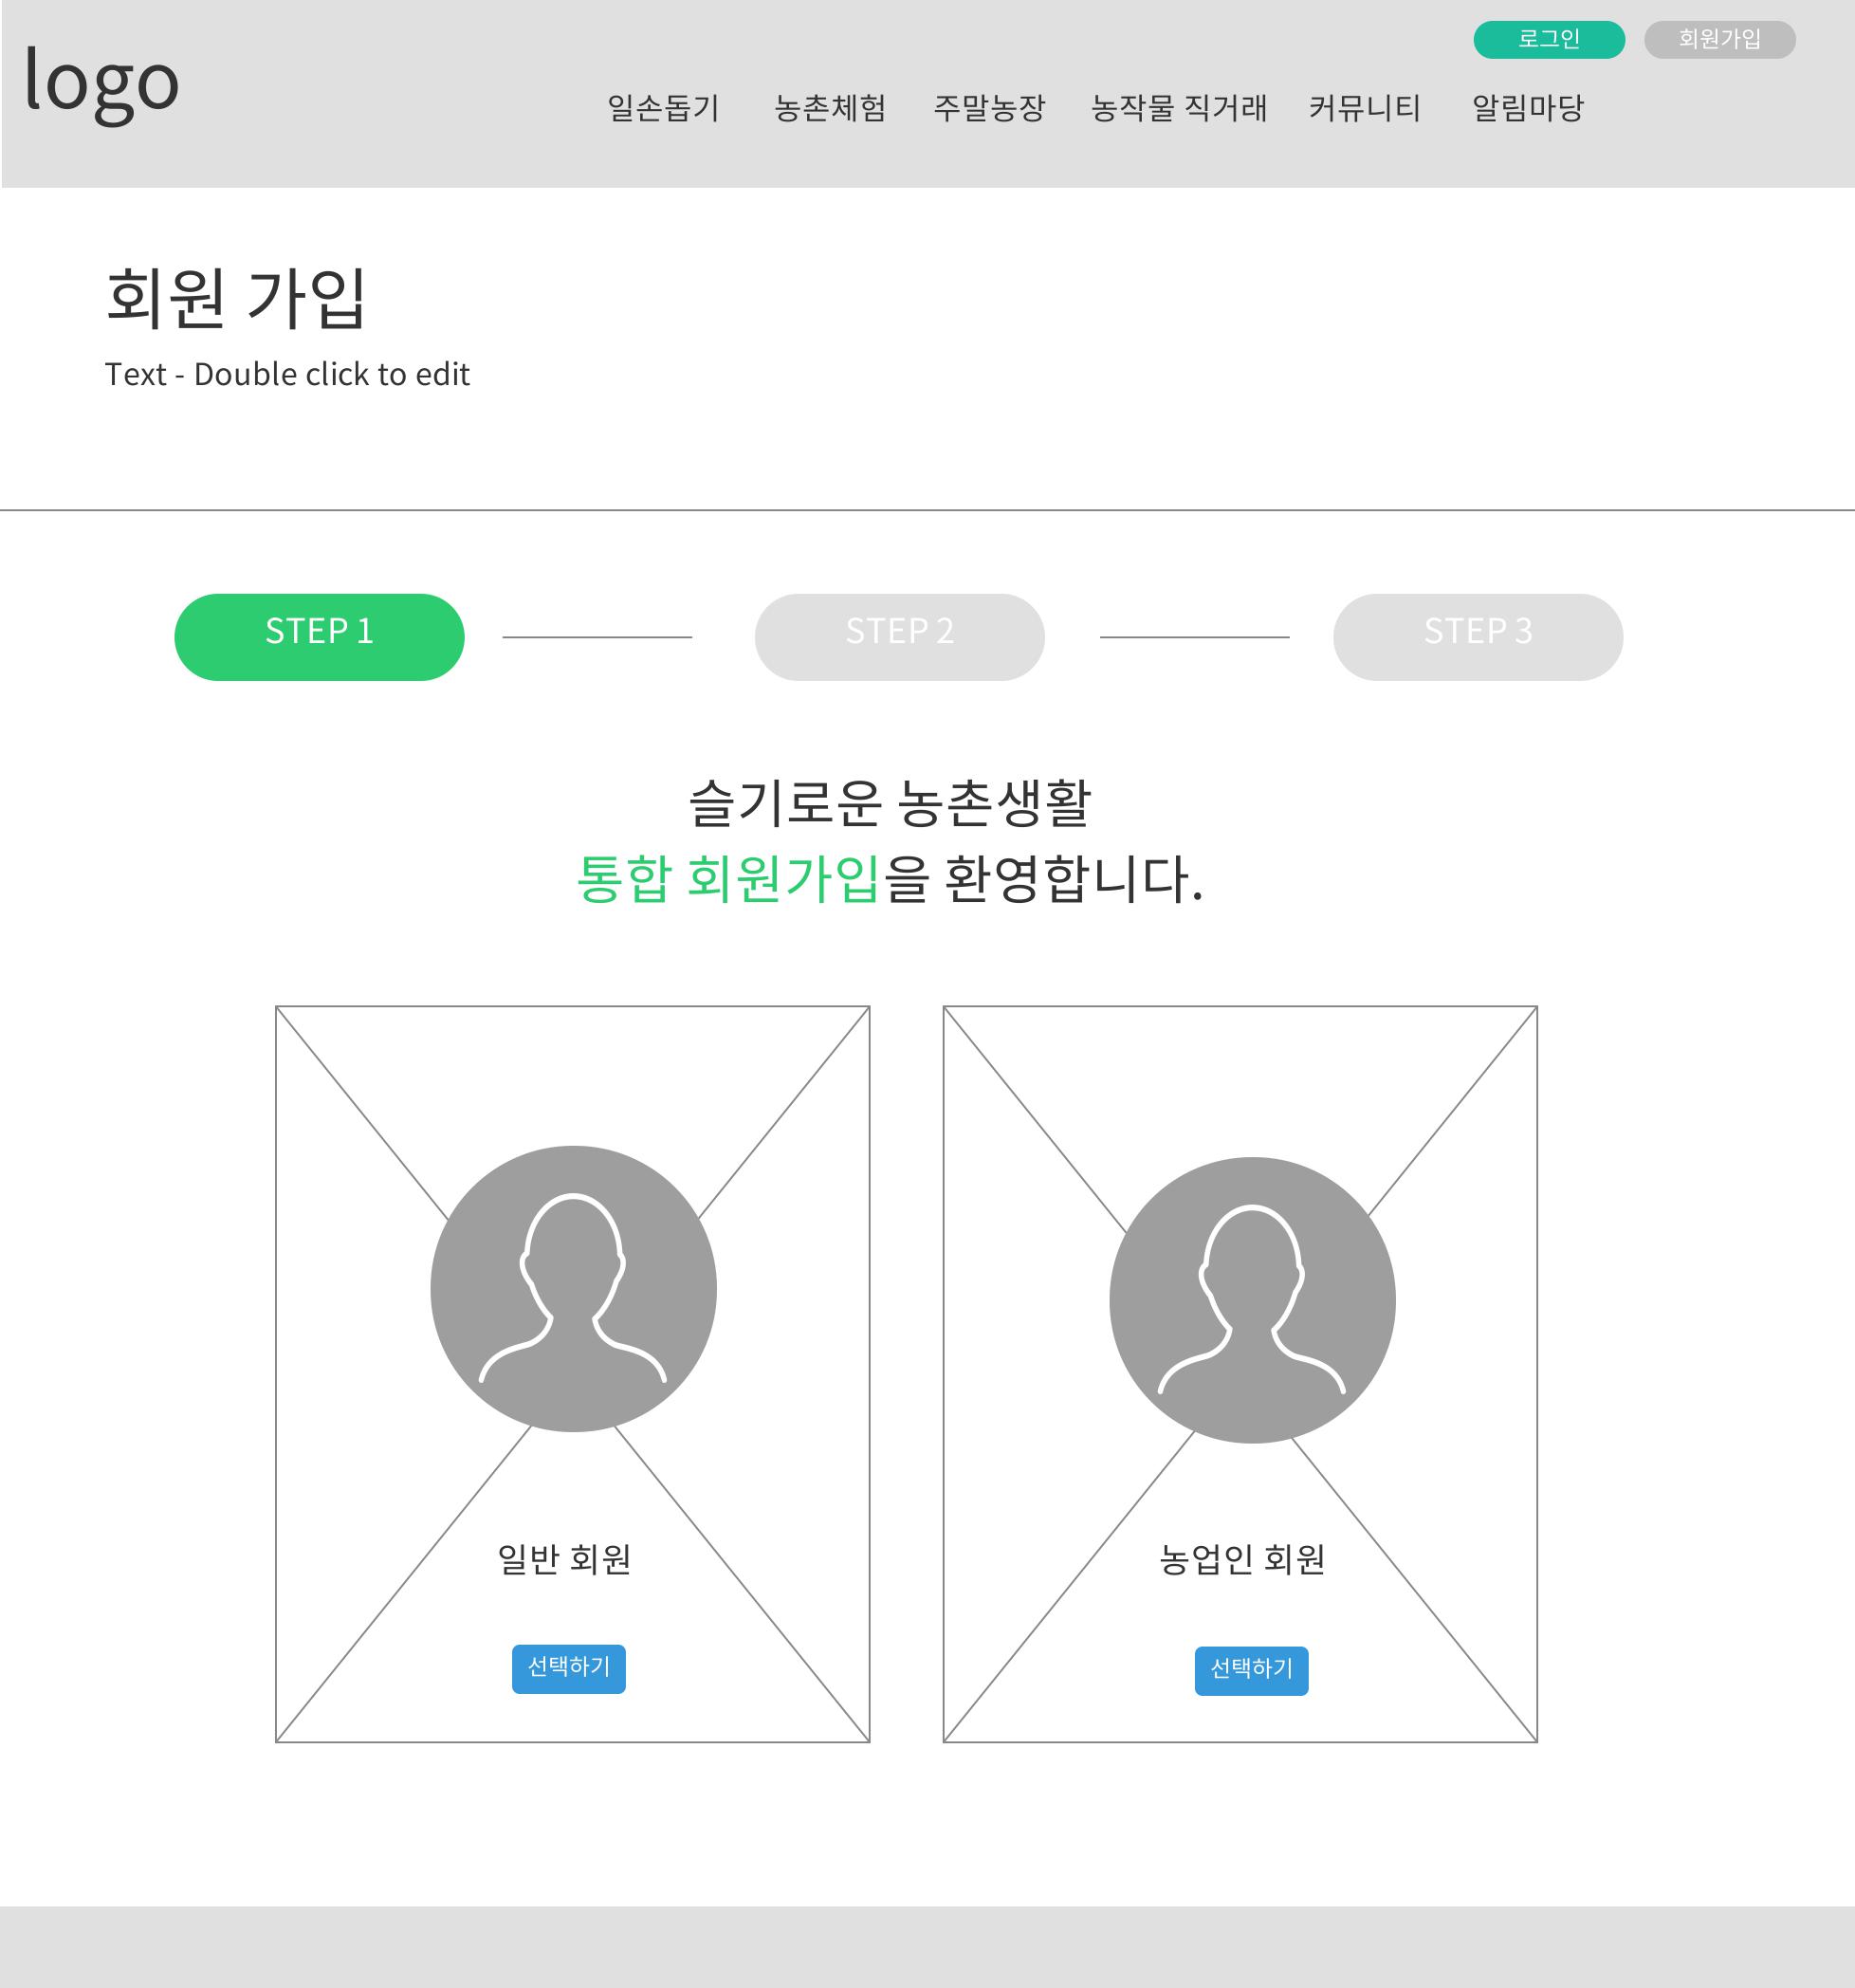 logo
로그인
회원가입
일손돕기
농촌체험
주말농장
농작물 직거래
커뮤니티
알림마당
회원 가입
Text - Double click to edit
STEP 1
STEP 2
STEP 3
슬기로운 농촌생활
통합 회원가입을 환영합니다.
일반 회원
농업인 회원
선택하기
선택하기